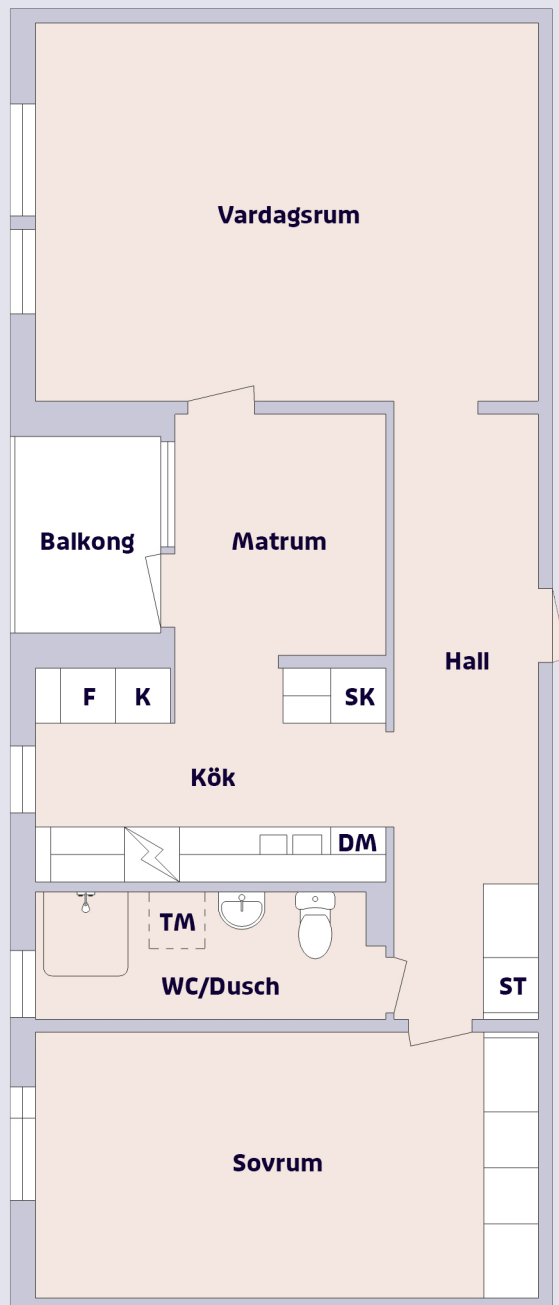 Vardagsrum
Balkong
Matrum
Hall
F
K
SK
Kök
DM
TM
WC/Dusch
ST
Sovrum